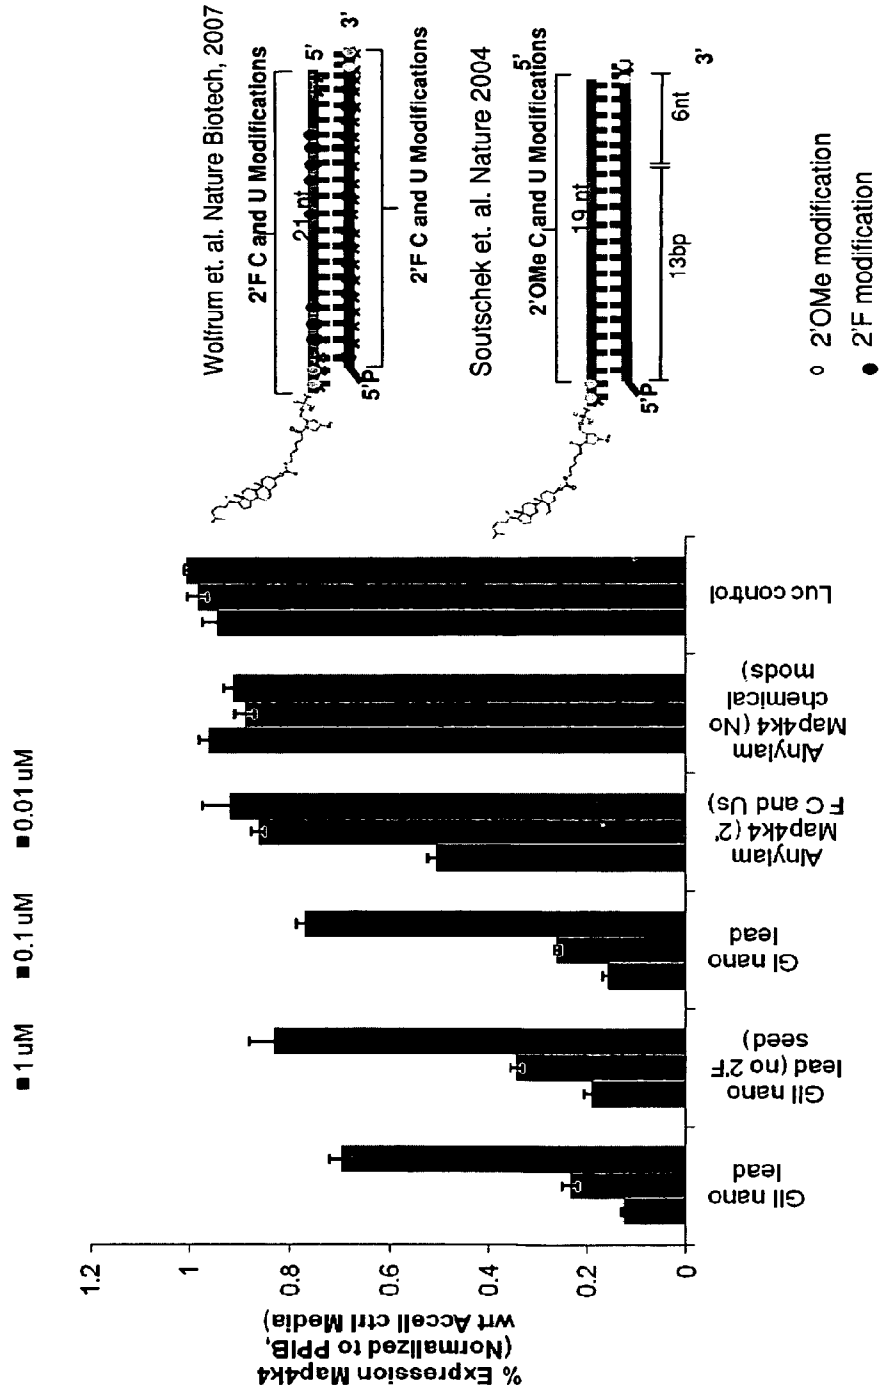 ■ 1 uM ■ 0.1 uM ■ 0.01 uM
% Expression Map4k4
(Normalized to PPIB,
wrt Accell ctrl Media)
1.2
1
0.8
0.6
0.4
0.2
0
GII nano
lead
GII nano
lead (no 2'F
seed)
GI nano
lead
Alnylam
Map4k4 (2'
F C and Us)
Alnylam
Map4k4 (No
chemical
mods)
Luc control
Wolfrum et. al. Nature Biotech, 2007
2'F C and U Modifications
21 nt
5'
3'
5'P
2'F C and U Modifications
Soutschek et. al. Nature 2004
5'
2'OMe C and U Modifications
19 nt
5'P
3'
13bp
6nt
o 2'OMe modification
● 2'F modification